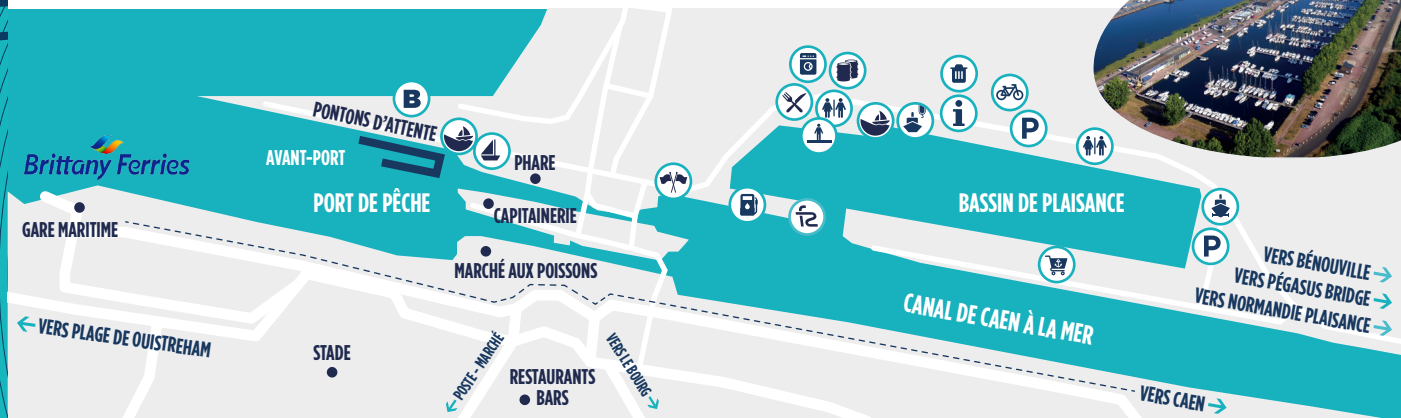 B
PONTONS D'ATTENTE
Brittany Ferries
AVANT-PORT
PHARE
PORT DE PÊCHE
CAPITAINERIE
GARE MARITIME
MARCHÉ AUX POISSONS
i
P
BASSIN DE PLAISANCE
P
VERS BÉNOUVILLE
VERS PÉGASUS BRIDGE
VERS NORMANDIE PLAISANCE
CANAL DE CAEN À LA MER
VERS PLAGE DE OUISTREHAM
STADE
POSTE - MARCHÉ
VERS LE BOURG
RESTAURANTS
BARS
VERS CAEN